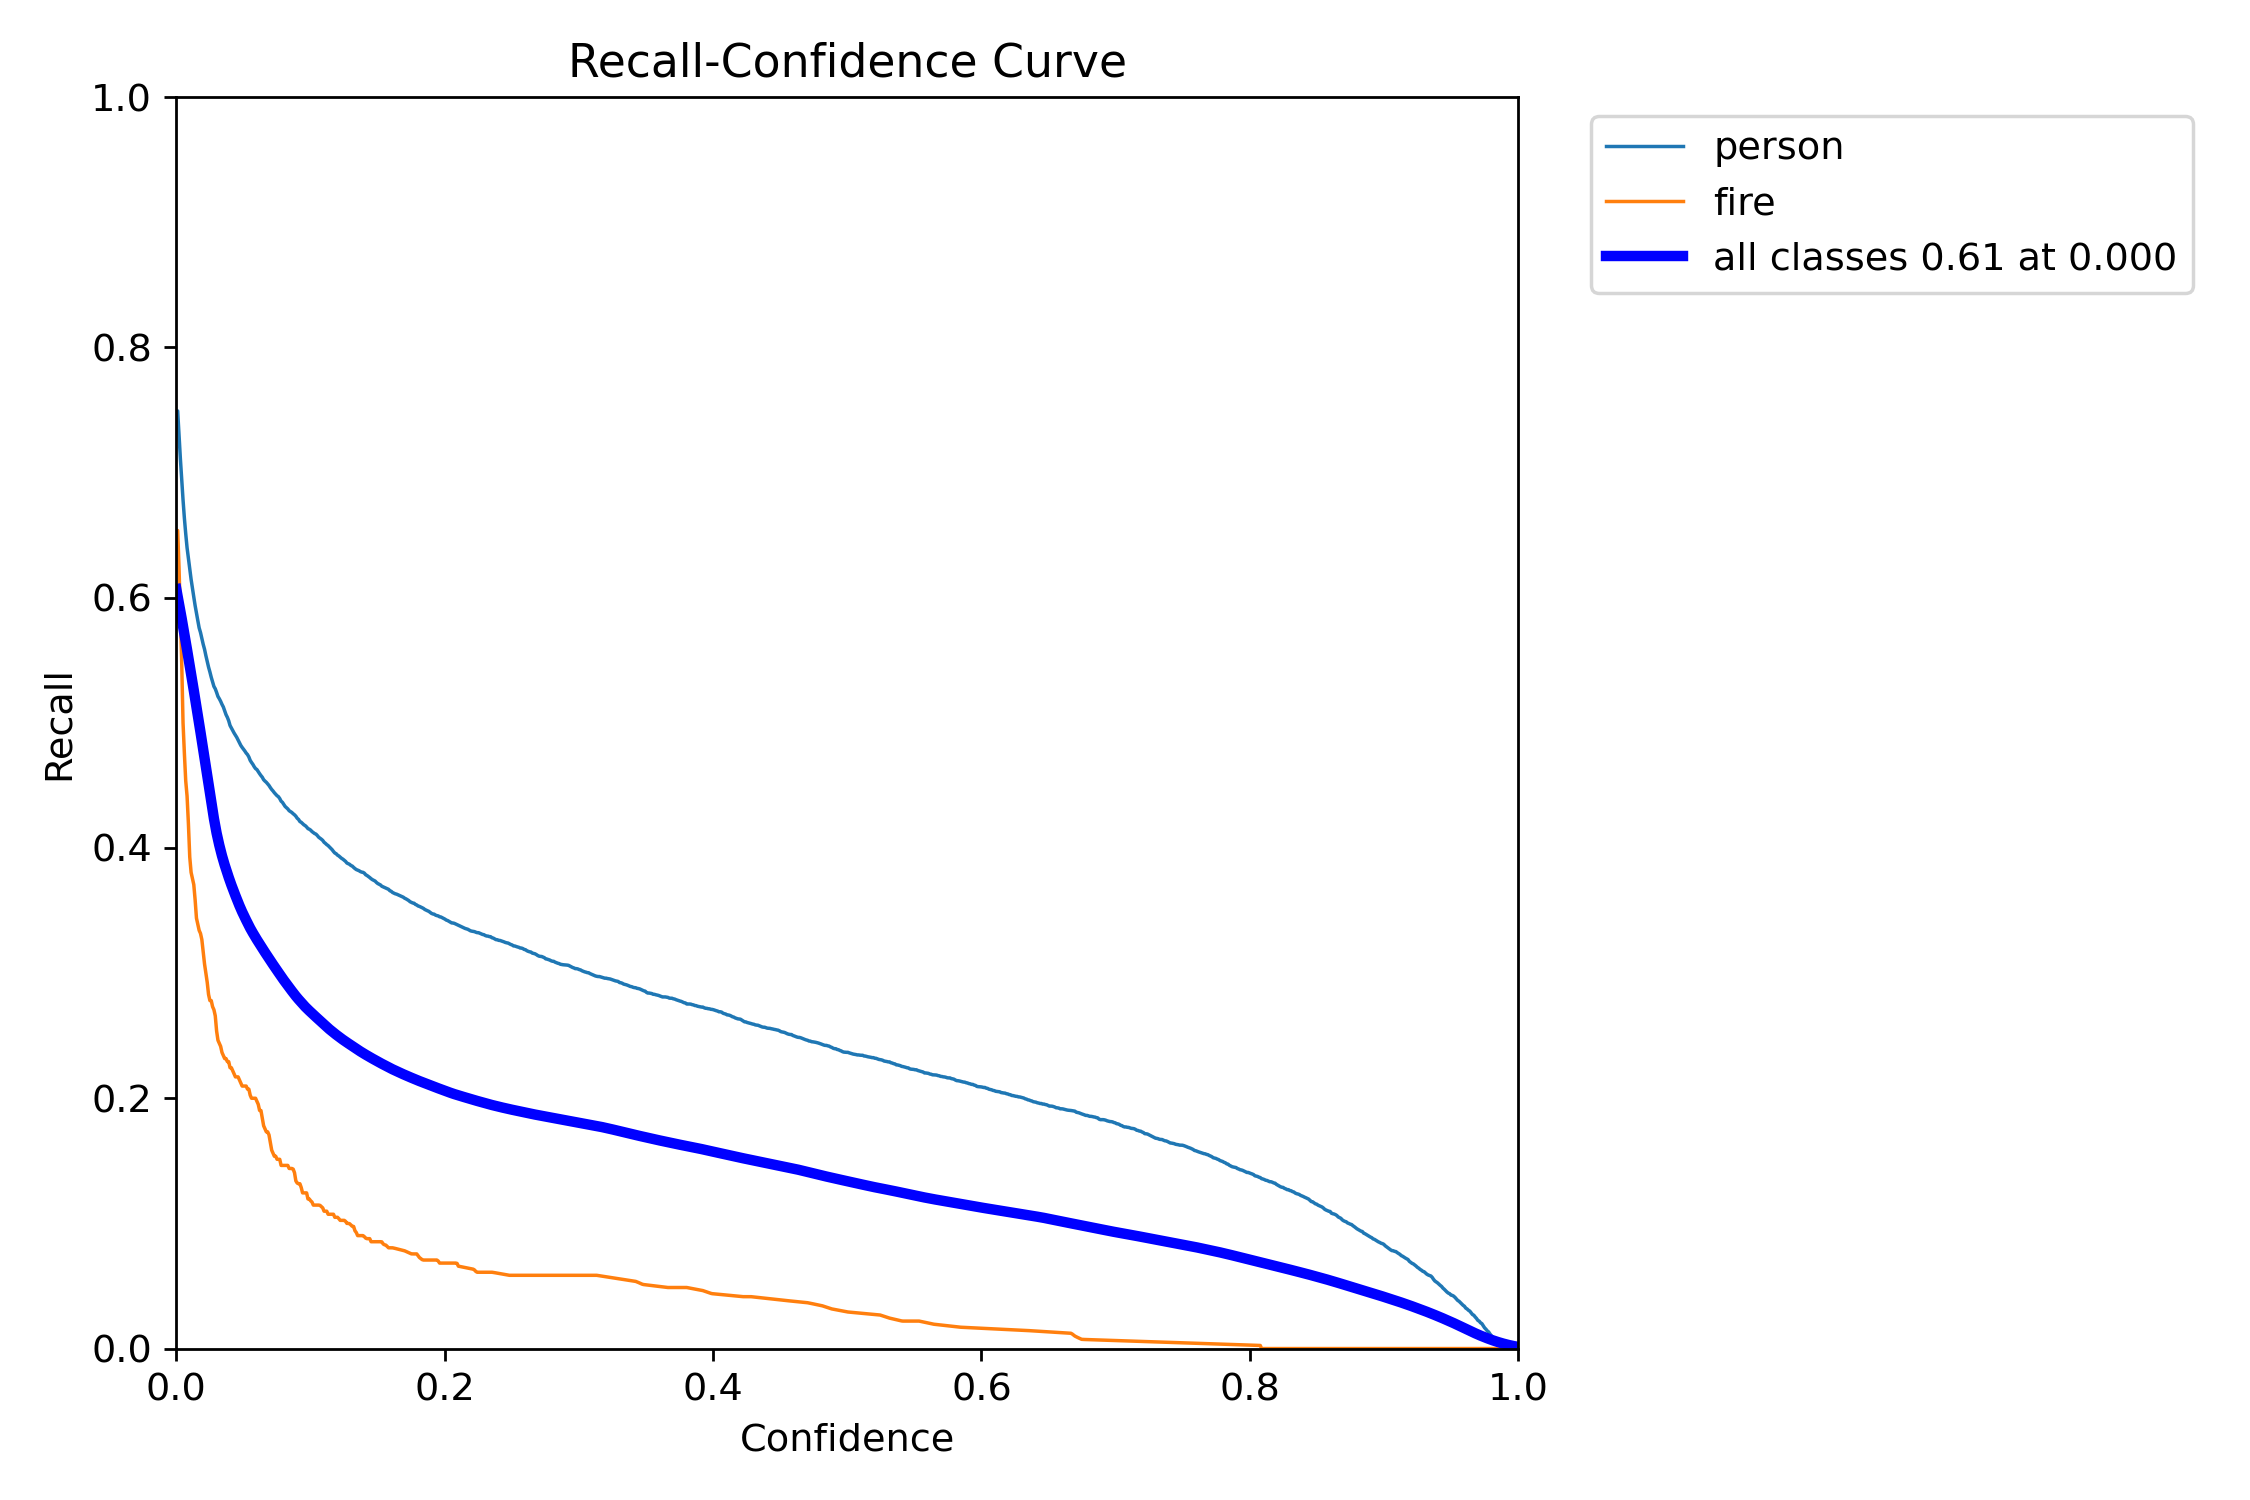 Recall-Confidence Curve
1.0
0.8
0.6
0.4
0.2
0.0
Recall
0.0 0.2 0.4 0.6 0.8 1.0
Confidence
person
fire
all classes 0.61 at 0.000